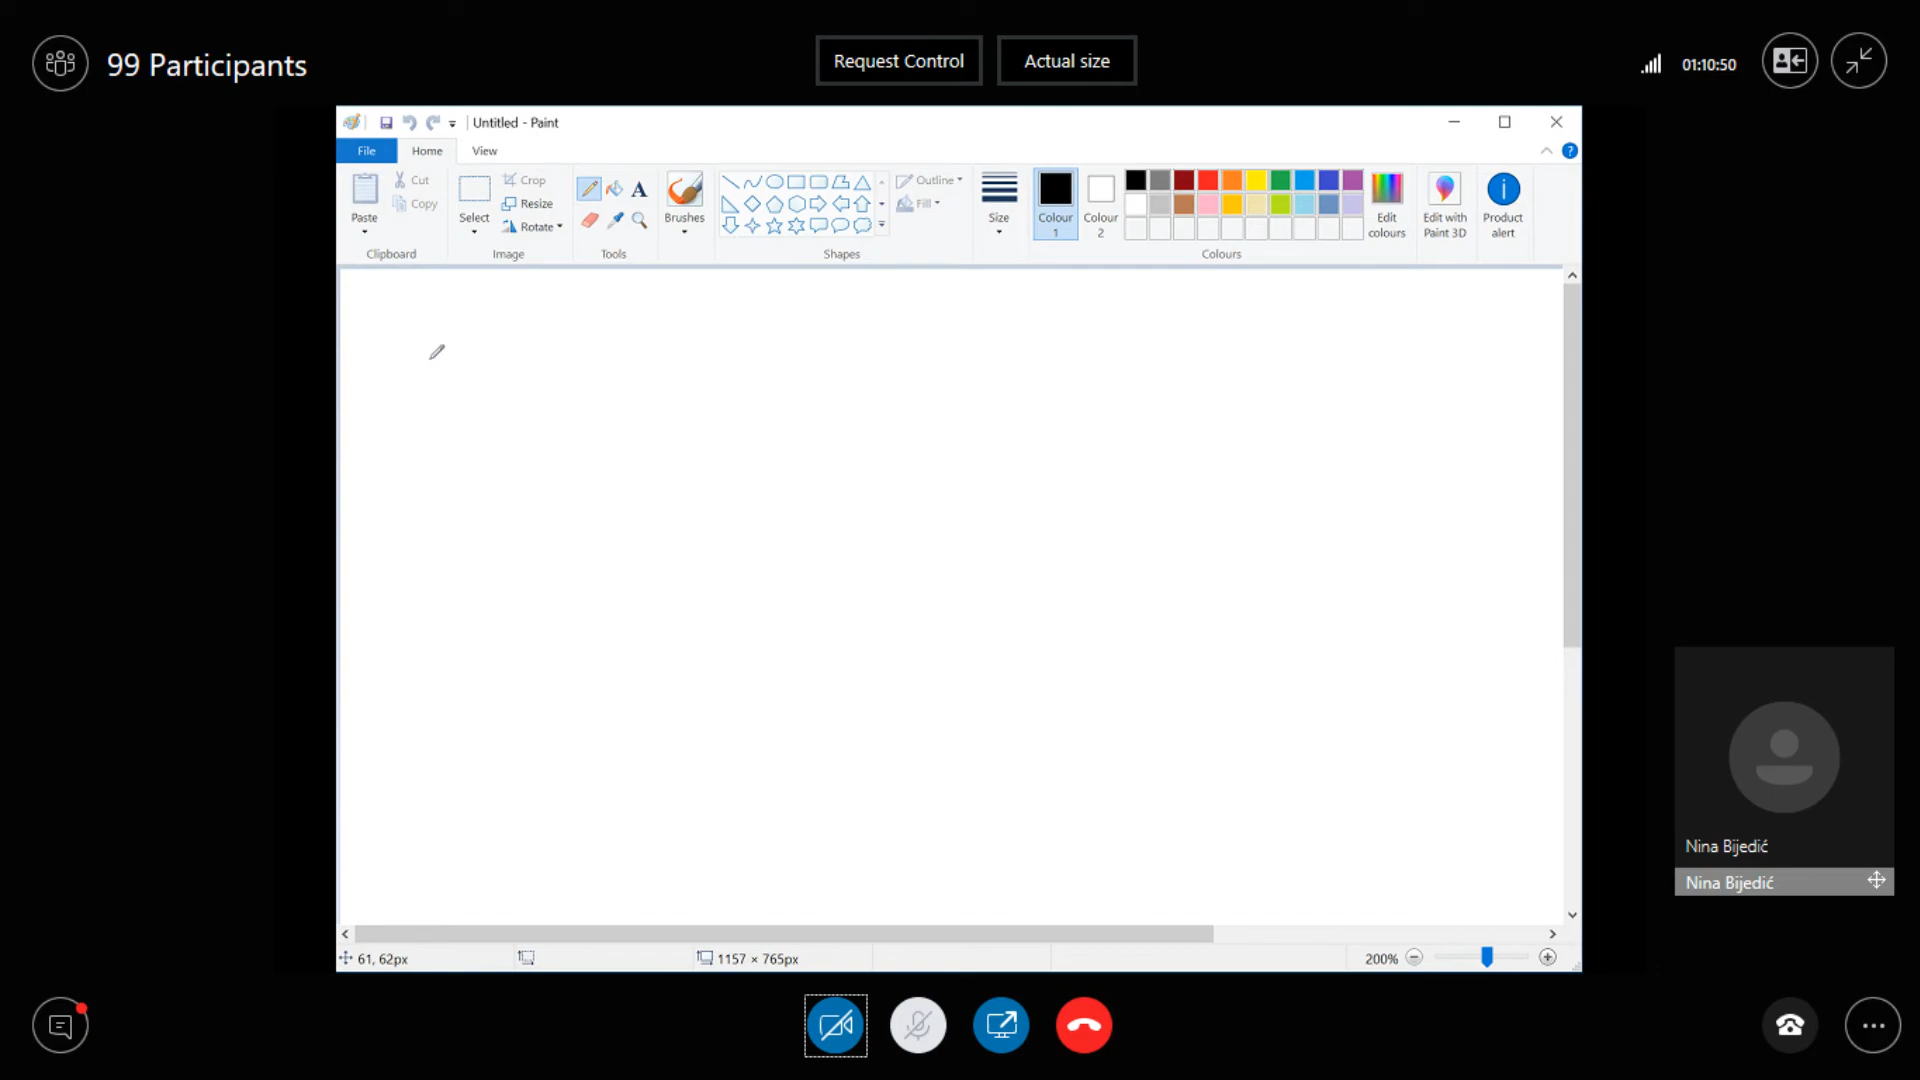 99 Participants
Request Control
Actual size
01:10:50
Untitled - Paint
File
Home
View
Paste
Cut
Copy
Clipboard
Select
Crop
Resize
Rotate
Image
A
Tools
Brushes
Shapes
Outline
Fill
Size
Colour 1
Colour 2
Edit colours
Colours
Edit with Paint 3D
Product alert
61, 62px
1157 × 765px
200%
Nina Bijedić
Nina Bijedić